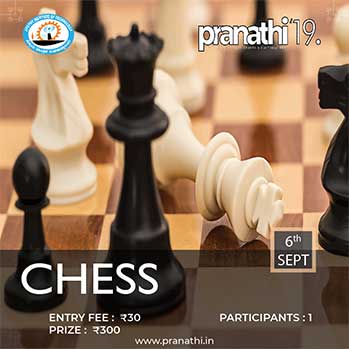 pranathi'19.
6th
SEPT
CHESS
ENTRY FEE : ₹30
PARTICIPANTS : 1
PRIZE : ₹300
www.pranathi.in